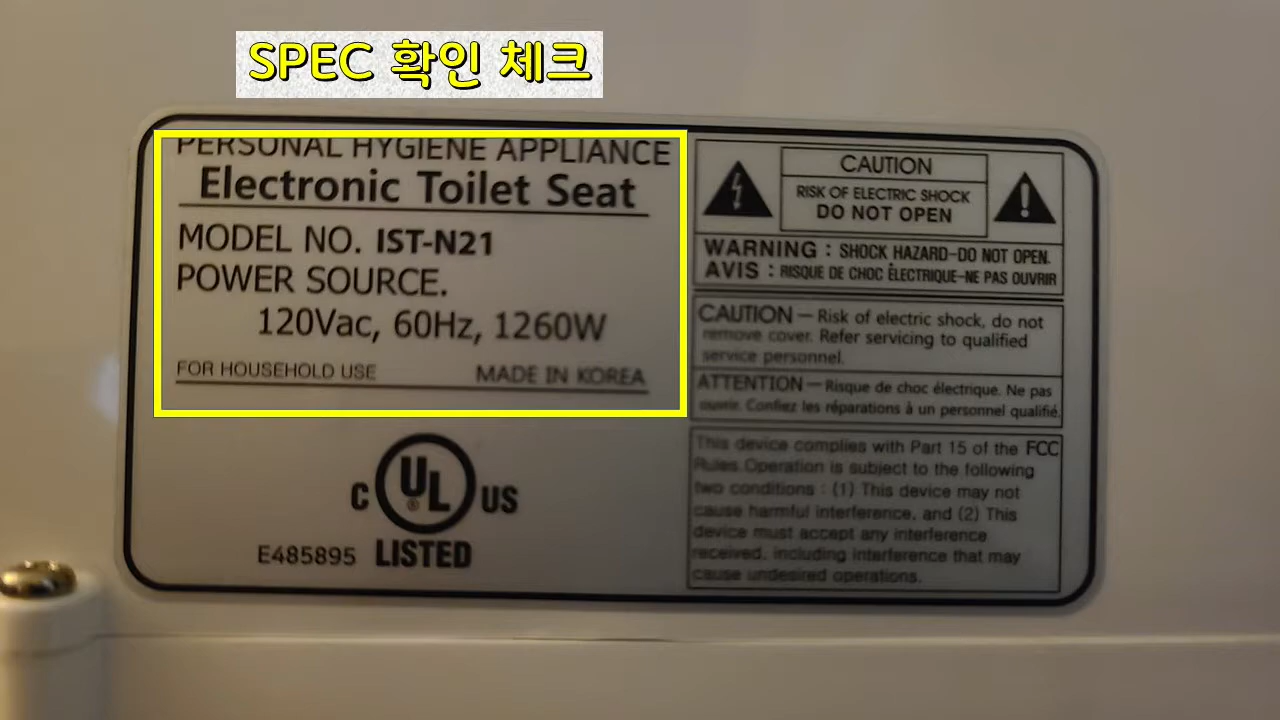 SPEC 확인 체크
PERSONAL HYGIENE APPLIANCE
Electronic Toilet Seat
MODEL NO. IST-N21
POWER SOURCE.
120Vac, 60Hz, 1260W
FOR HOUSEHOLD USE MADE IN KOREA
C UL ® US
E485895 LISTED
CAUTION
RISK OF ELECTRIC SHOCK
DO NOT OPEN
WARNING : SHOCK HAZARD-DO NOT OPEN.
AVIS : RISQUE DE CHOC ÉLECTRIQUE-NE PAS OUVRIR
CAUTION – Risk of electric shock, do not
remove cover. Refer servicing to qualified
service personnel.
ATTENTION – Risque de choc électrique. Ne pas
ouvrir. Confiez les réparations à un personnel qualifié.
This device complies with Part 15 of the FCC
Rules.Operation is subject to the following
two conditions : (1) This device may not
cause harmful interference, and (2) This
device must accept any interference
received, including interference that may
cause undesired operations.